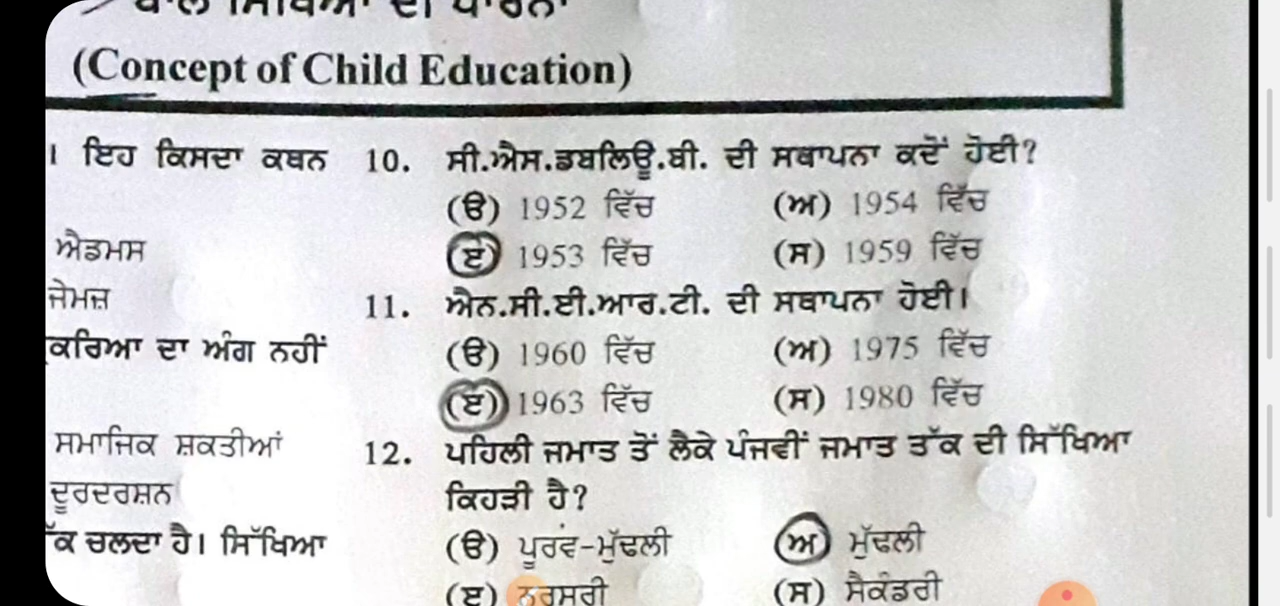 ਬਾਲ ਸਿੱਖਿਆ ਦੀ ਧਾਰਨਾ
(Concept of Child Education)
। ਇਹ ਕਿਸਦਾ ਕਥਨ
ਐਡਮਸ
ਜੇਮਜ਼
ਕਰਿਆ ਦਾ ਅੰਗ ਨਹੀਂ
ਸਮਾਜਿਕ ਸ਼ਕਤੀਆਂ
ਦੂਰਦਰਸ਼ਨ
ੱਕ ਚਲਦਾ ਹੈ। ਸਿੱਖਿਆ
10. ਸੀ.ਐਸ.ਡਬਲਿਊ.ਬੀ. ਦੀ ਸਥਾਪਨਾ ਕਦੋਂ ਹੋਈ?
(ੳ) 1952 ਵਿੱਚ (ਅ) 1954 ਵਿੱਚ
(ੲ) 1953 ਵਿੱਚ (ਸ) 1959 ਵਿੱਚ
11. ਐਨ.ਸੀ.ਈ.ਆਰ.ਟੀ. ਦੀ ਸਥਾਪਨਾ ਹੋਈ।
(ੳ) 1960 ਵਿੱਚ (ਅ) 1975 ਵਿੱਚ
(ੲ) 1963 ਵਿੱਚ (ਸ) 1980 ਵਿੱਚ
12. ਪਹਿਲੀ ਜਮਾਤ ਤੋਂ ਲੈਕੇ ਪੰਜਵੀਂ ਜਮਾਤ ਤੱਕ ਦੀ ਸਿੱਖਿਆ
ਕਿਹੜੀ ਹੈ?
(ੳ) ਪੂਰਵ-ਮੁੱਢਲੀ (ਅ) ਮੁੱਢਲੀ
(ੲ) ਨਰਸਰੀ (ਸ) ਸੈਕੰਡਰੀ